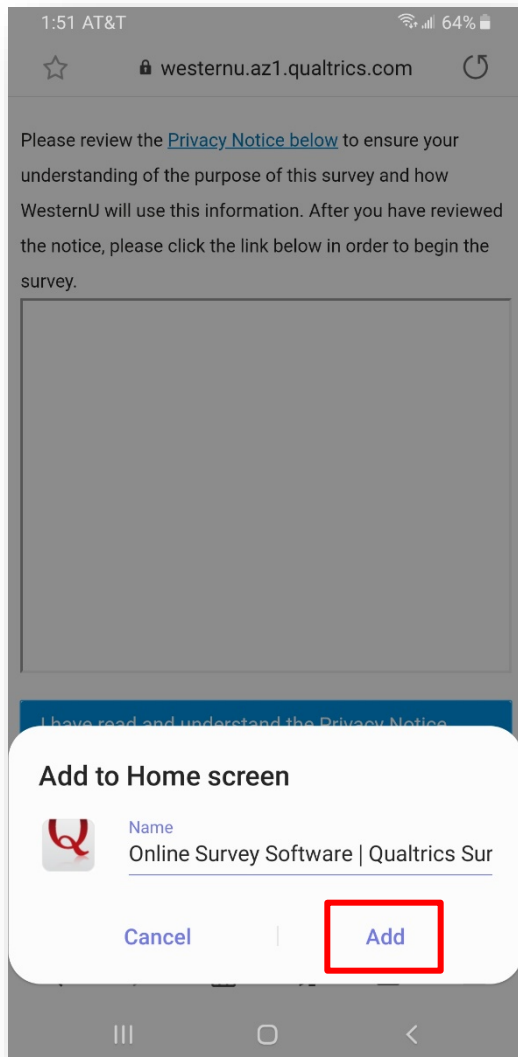 1:51 AT&T 64%
westernu.az1.qualtrics.com
Please review the Privacy Notice below to ensure your
understanding of the purpose of this survey and how
WesternU will use this information. After you have reviewed
the notice, please click the link below in order to begin the
survey.
I have read and understand the Privacy Notice
Add to Home screen
Q
Name
Online Survey Software | Qualtrics Sur
Cancel Add